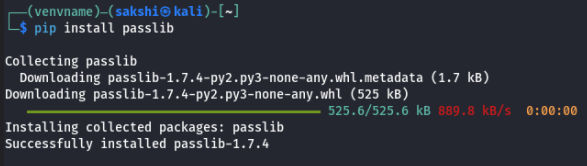 (venvname)–(sakshi㉿kali)-[~]
$ pip install passlib
Collecting passlib
Downloading passlib-1.7.4-py2.py3-none-any.whl.metadata (1.7 kB)
Downloading passlib-1.7.4-py2.py3-none-any.whl (525 kB)
525.6/525.6 kB 889.8 kB/s 0:00:00
Installing collected packages: passlib
Successfully installed passlib-1.7.4